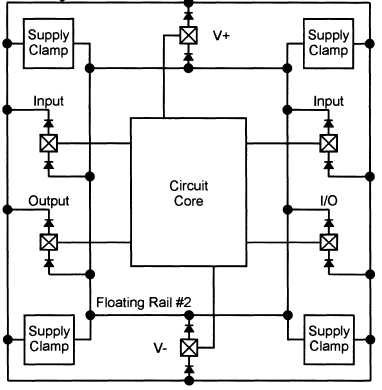 Supply
Clamp
V+
Supply
Clamp
Input
Input
Circuit
Core
Output
I/O
Floating Rail #2
Supply
Clamp
V-
Supply
Clamp